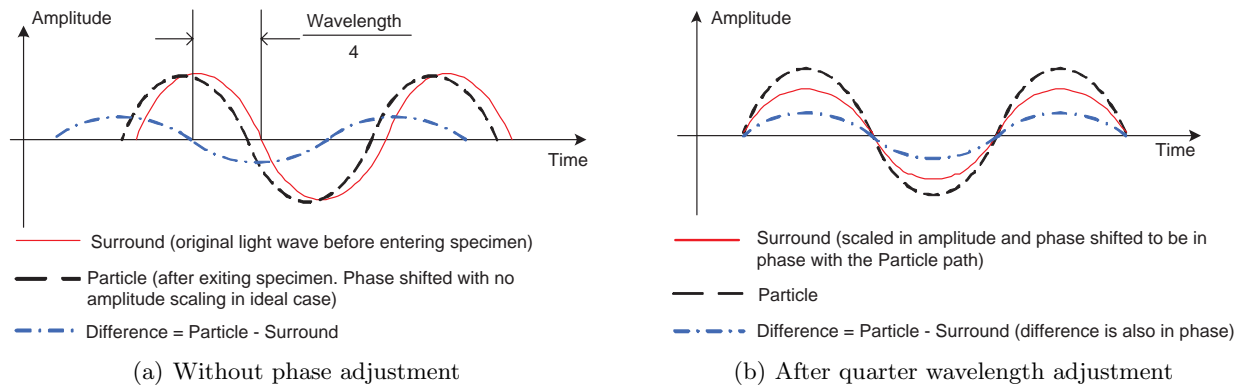 Amplitude
Wavelength
4
Time
Surround (original light wave before entering specimen)
Particle (after exiting specimen. Phase shifted with no
amplitude scaling in ideal case)
Difference = Particle - Surround
(a) Without phase adjustment
Amplitude
Time
Surround (scaled in amplitude and phase shifted to be in
phase with the Particle path)
Particle
Difference = Particle - Surround (difference is also in phase)
(b) After quarter wavelength adjustment